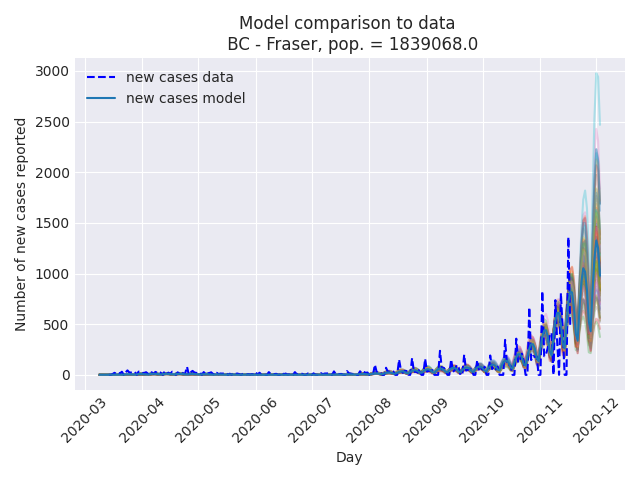 Model comparison to data
BC - Fraser, pop. = 1839068.0
new cases data
new cases model
Number of new cases reported
3000
2500
2000
1500
1000
500
0
2020-03
2020-04
2020-05
2020-06
2020-07
2020-08
2020-09
2020-10
2020-11
2020-12
Day